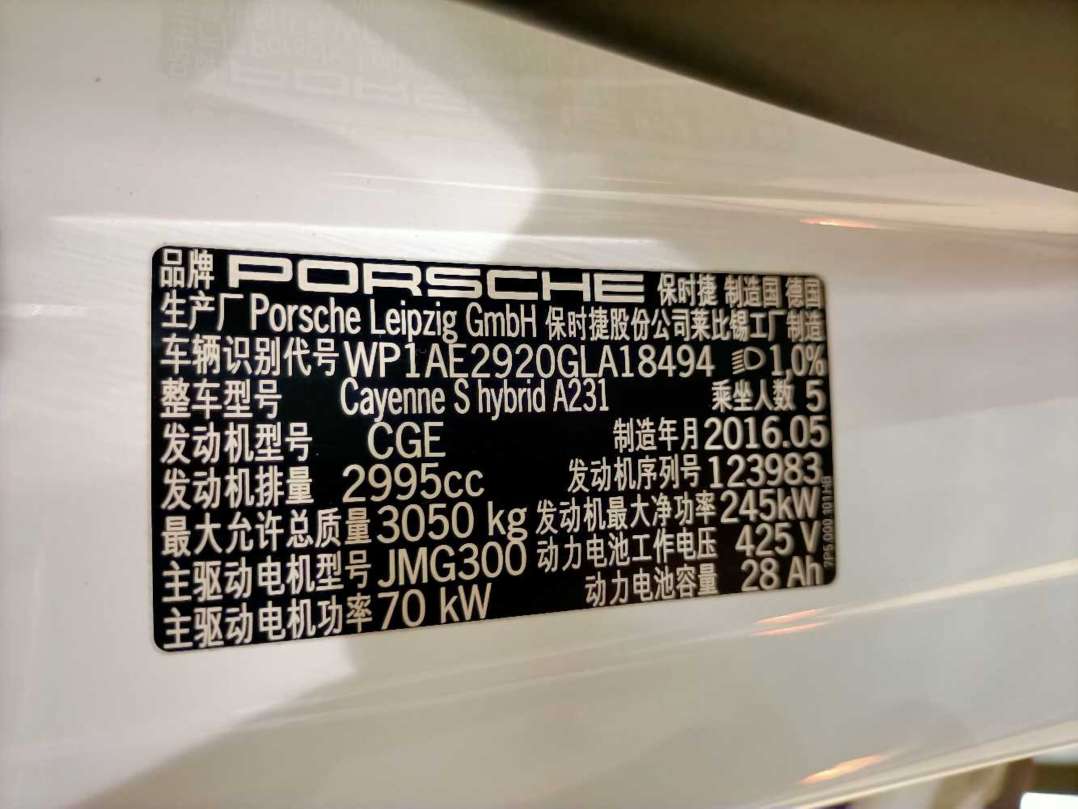 品牌 PORSCHE 保时捷 制造国 德国
生产厂 Porsche Leipzig GmbH 保时捷股份公司莱比锡工厂制造
车辆识别代号 WP1AE2920GLA18494 1,0%
整车型号 Cayenne S hybrid A231 乘坐人数 5
发动机型号 CGE 制造年月 2016.05
发动机排量 2995cc 发动机序列号 123983
最大允许总质量 3050 kg 发动机最大净功率 245kW
主驱动电机型号 JMG300 动力电池工作电压 425 V
主驱动电机功率 70 kW 动力电池容量 28 Ah